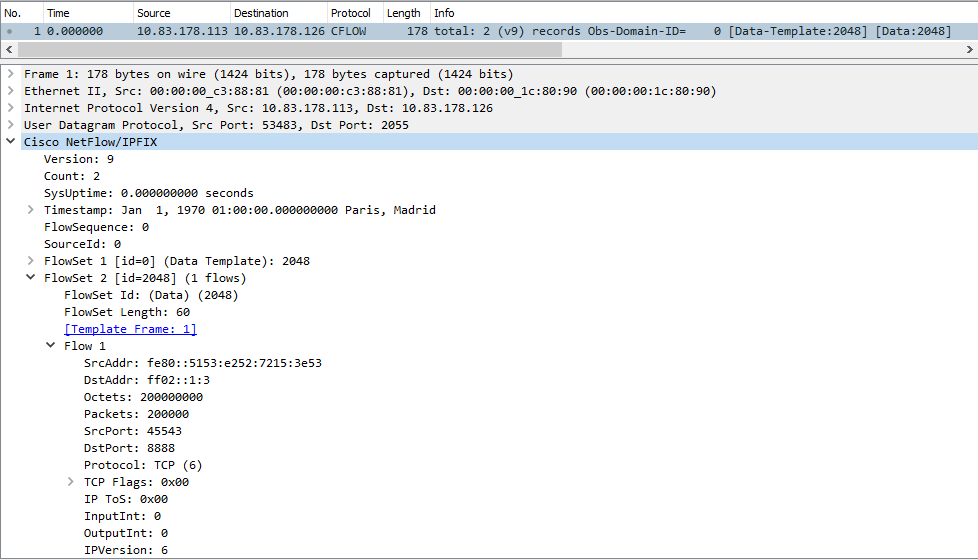 No. Time Source Destination Protocol Length Info
1 0.000000 10.83.178.113 10.83.178.126 CFLOW 178 total: 2 (v9) records Obs-Domain-ID= 0 [Data-Template:2048] [Data:2048]
Frame 1: 178 bytes on wire (1424 bits), 178 bytes captured (1424 bits)
Ethernet II, Src: 00:00:00_c3:88:81 (00:00:00:c3:88:81), Dst: 00:00:00_1c:80:90 (00:00:00:1c:80:90)
Internet Protocol Version 4, Src: 10.83.178.113, Dst: 10.83.178.126
User Datagram Protocol, Src Port: 53483, Dst Port: 2055
Cisco NetFlow/IPFIX
Version: 9
Count: 2
SysUptime: 0.000000000 seconds
Timestamp: Jan  1, 1970 01:00:00.000000000 Paris, Madrid
FlowSequence: 0
SourceId: 0
FlowSet 1 [id=0] (Data Template): 2048
FlowSet 2 [id=2048] (1 flows)
FlowSet Id: (Data) (2048)
FlowSet Length: 60
[Template Frame: 1]
Flow 1
SrcAddr: fe80::5153:e252:7215:3e53
DstAddr: ff02::1:3
Octets: 200000000
Packets: 200000
SrcPort: 45543
DstPort: 8888
Protocol: TCP (6)
TCP Flags: 0x00
IP ToS: 0x00
InputInt: 0
OutputInt: 0
IPVersion: 6